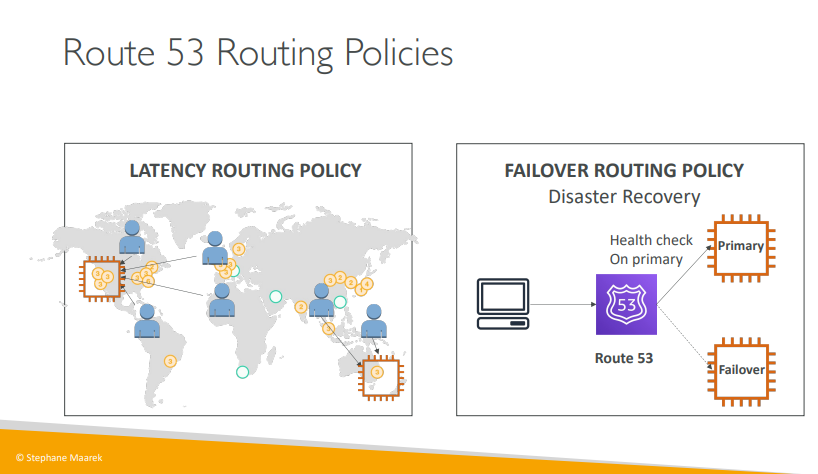 Route 53 Routing Policies
LATENCY ROUTING POLICY
FAILOVER ROUTING POLICY
Disaster Recovery
Health check
On primary
Primary
53
Route 53
Failover
© Stephane Maarek